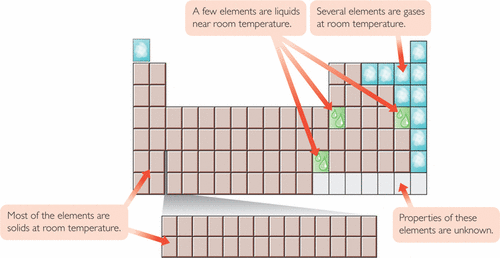 A few elements are liquids
near room temperature.
Several elements are gases
at room temperature.
Most of the elements are
solids at room temperature.
Properties of these
elements are unknown.